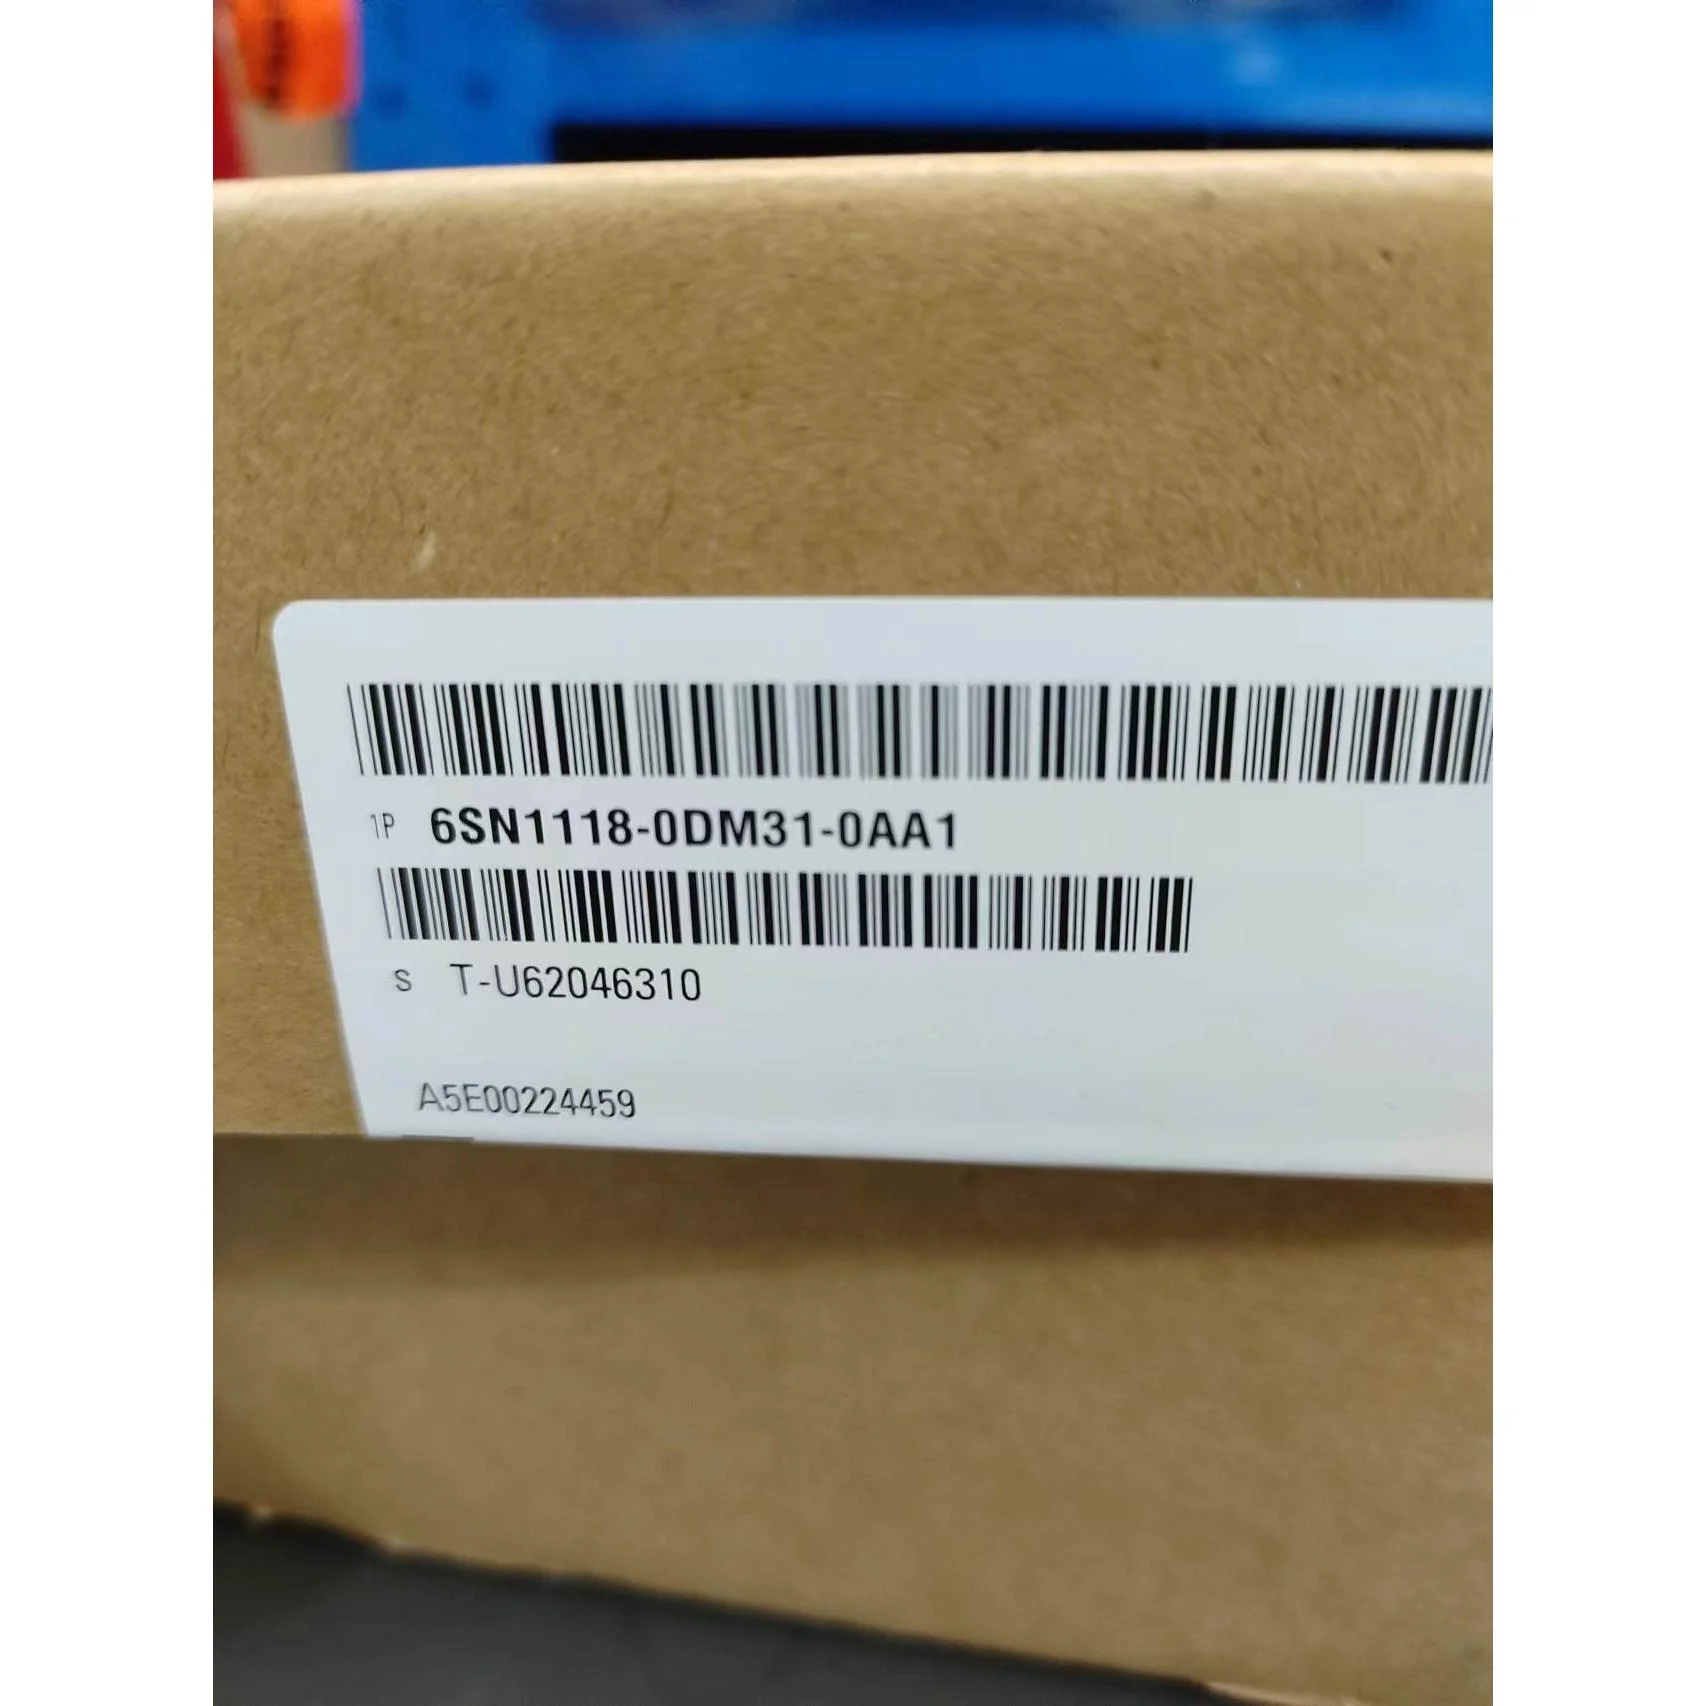 1P 6SN1118-0DM31-0AA1
S T-U62046310
A5E00224459